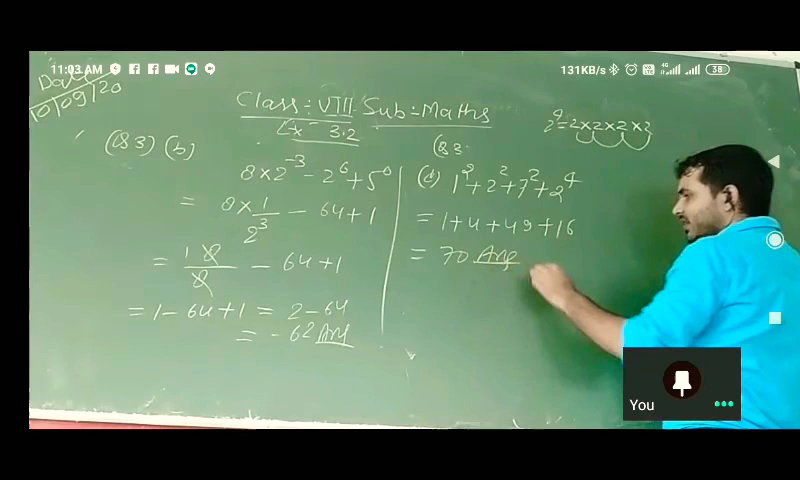 11:03 AM
131KB/s
4G
38
Date
10/09/20
Class:- VIII Sub:- Maths
Ex - 3.2
2⁴=2×2×2×2
(Q3) (b)
8×2⁻³ - 2⁶ + 5⁰
= 8×1/2³ - 64+1
= 1 8/8 - 64+1
= 1- 64+1 = 2-64
= -62 Ans
(Q3
1²+2²+7²+2⁴
= 1+4+49+16
= 70 Ans
You